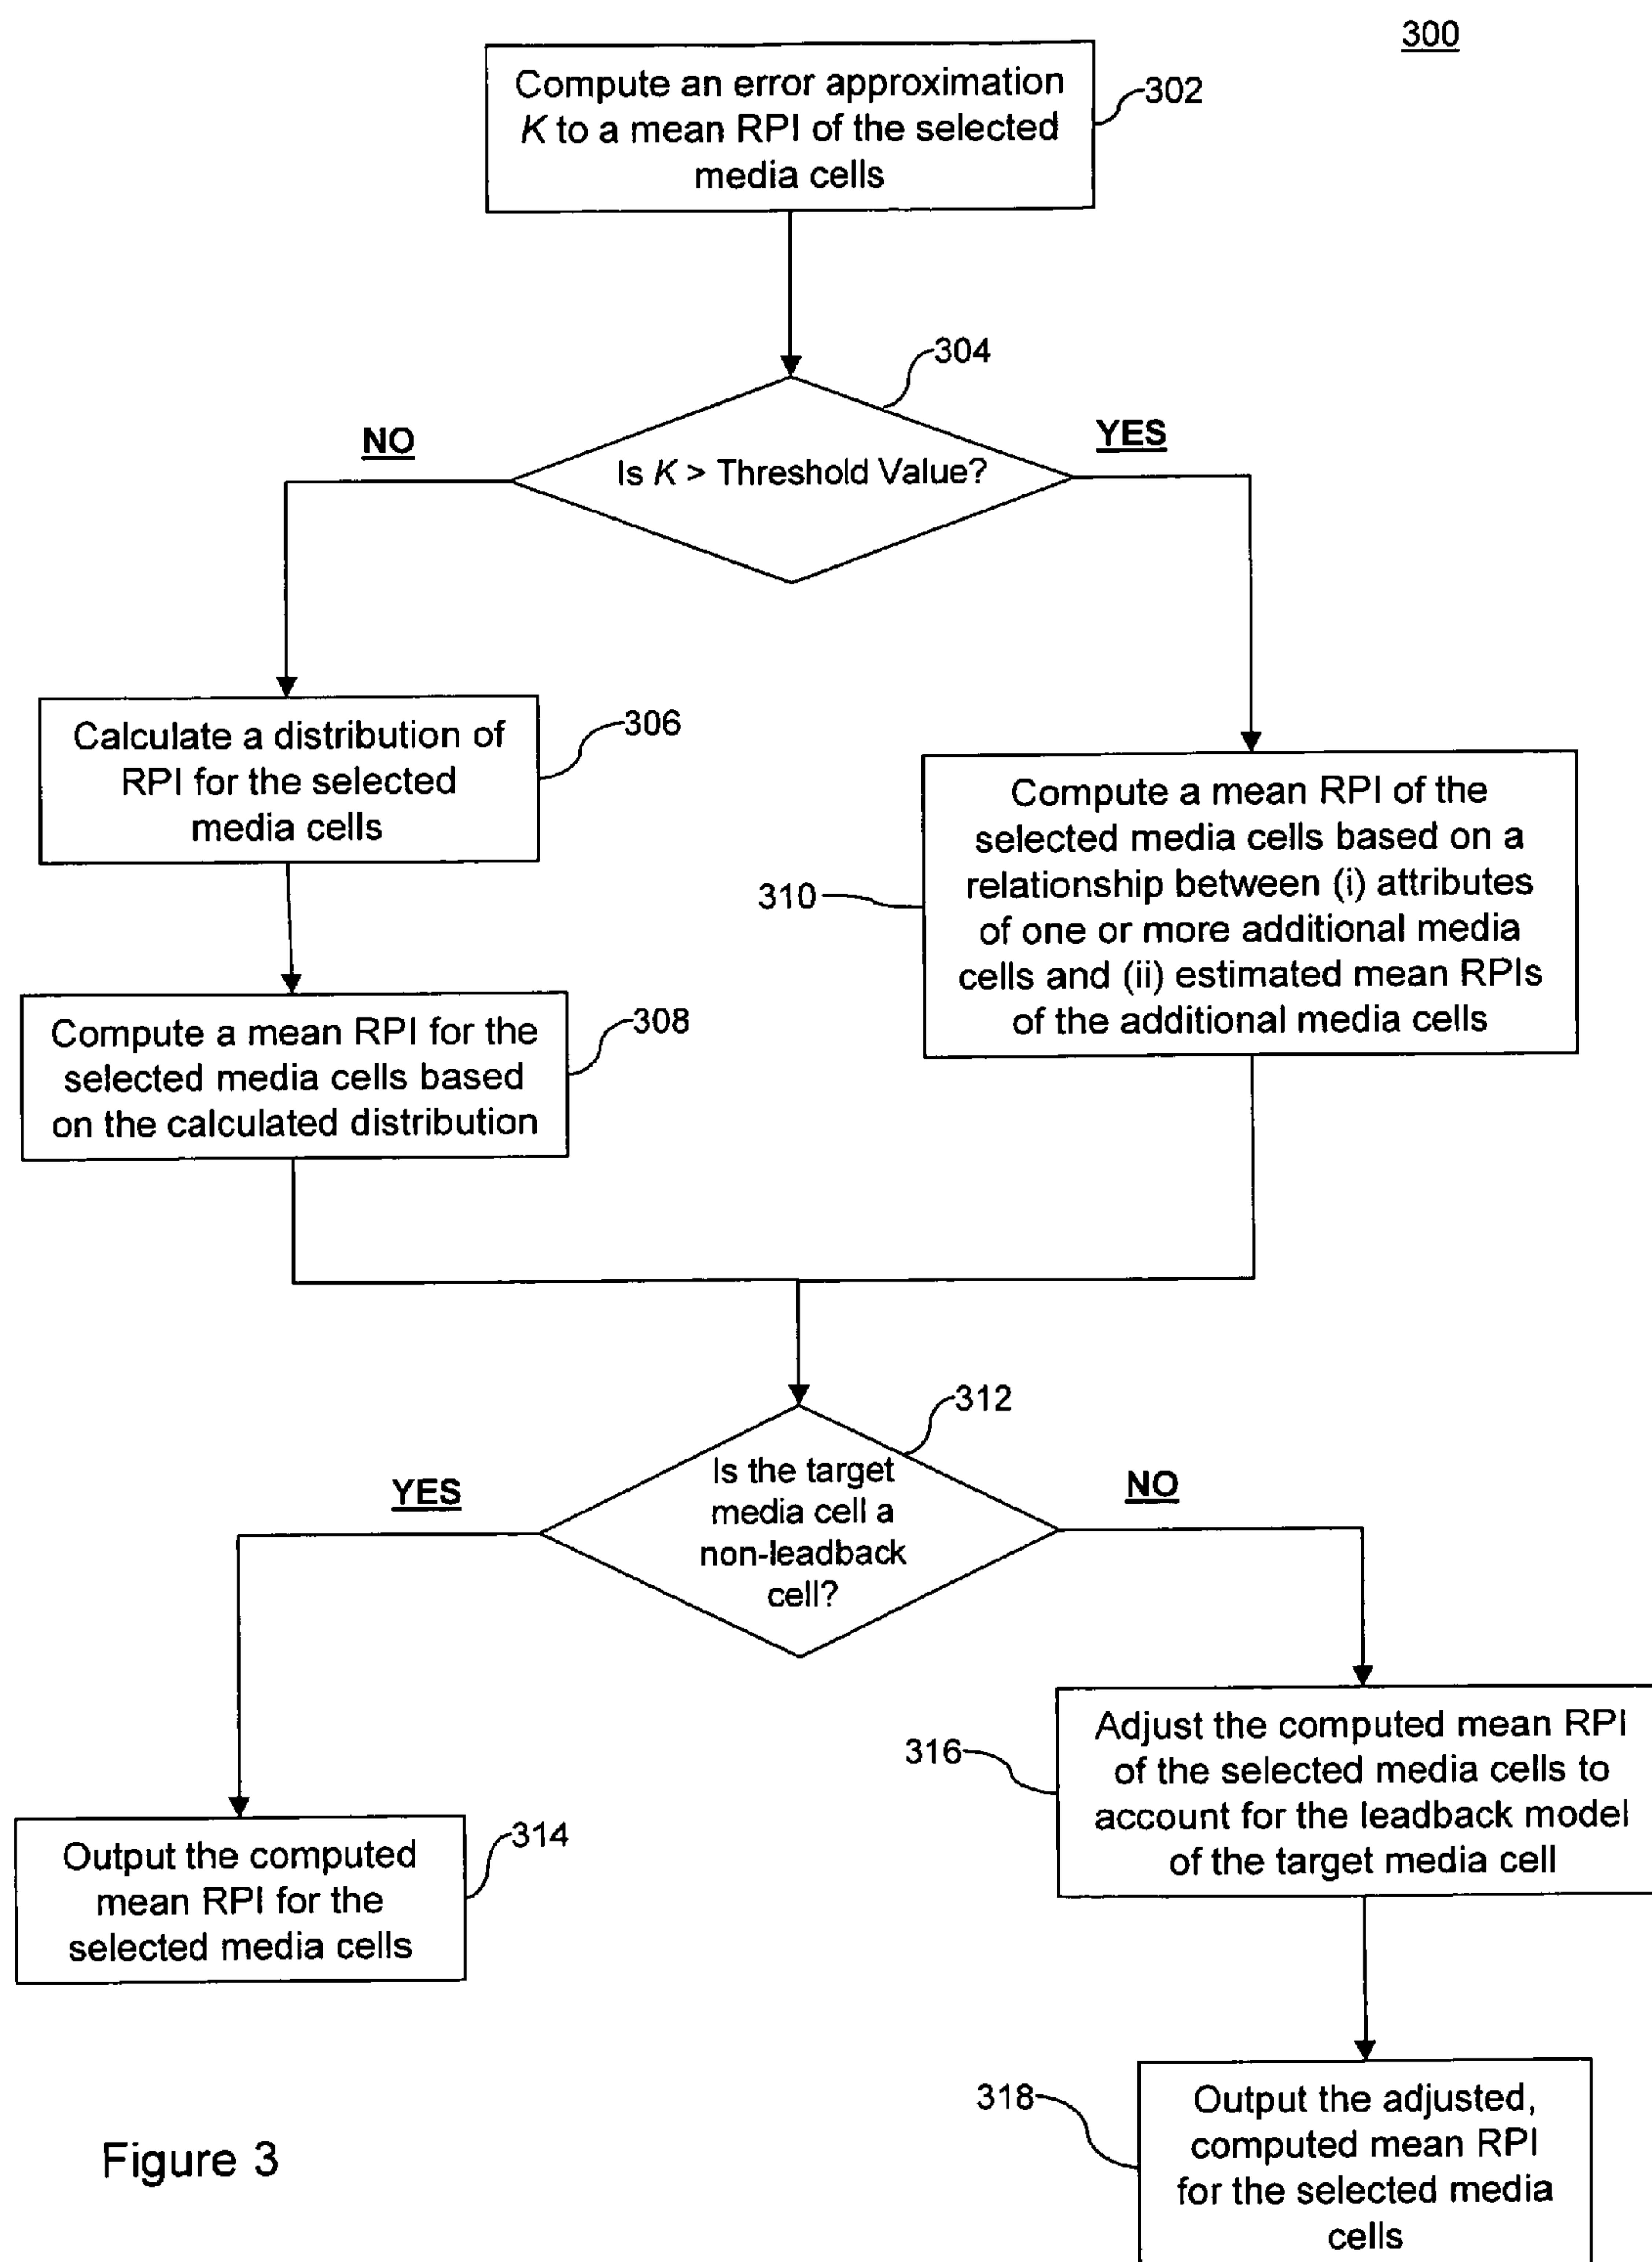 300
Compute an error approximation
K to a mean RPI of the selected
media cells
302
304
NO
YES
Is K > Threshold Value?
Calculate a distribution of
RPI for the selected
media cells
306
Compute a mean RPI of the
selected media cells based on a
relationship between (i) attributes
of one or more additional media
cells and (ii) estimated mean RPIs
of the additional media cells
310
Compute a mean RPI for the
selected media cells based
on the calculated distribution
308
312
Is the target
media cell a
non-leadback
cell?
YES
NO
Adjust the computed mean RPI
of the selected media cells to
account for the leadback model
of the target media cell
316
Output the computed
mean RPI for the
selected media cells
314
318
Output the adjusted,
computed mean RPI
for the selected media
cells
Figure 3